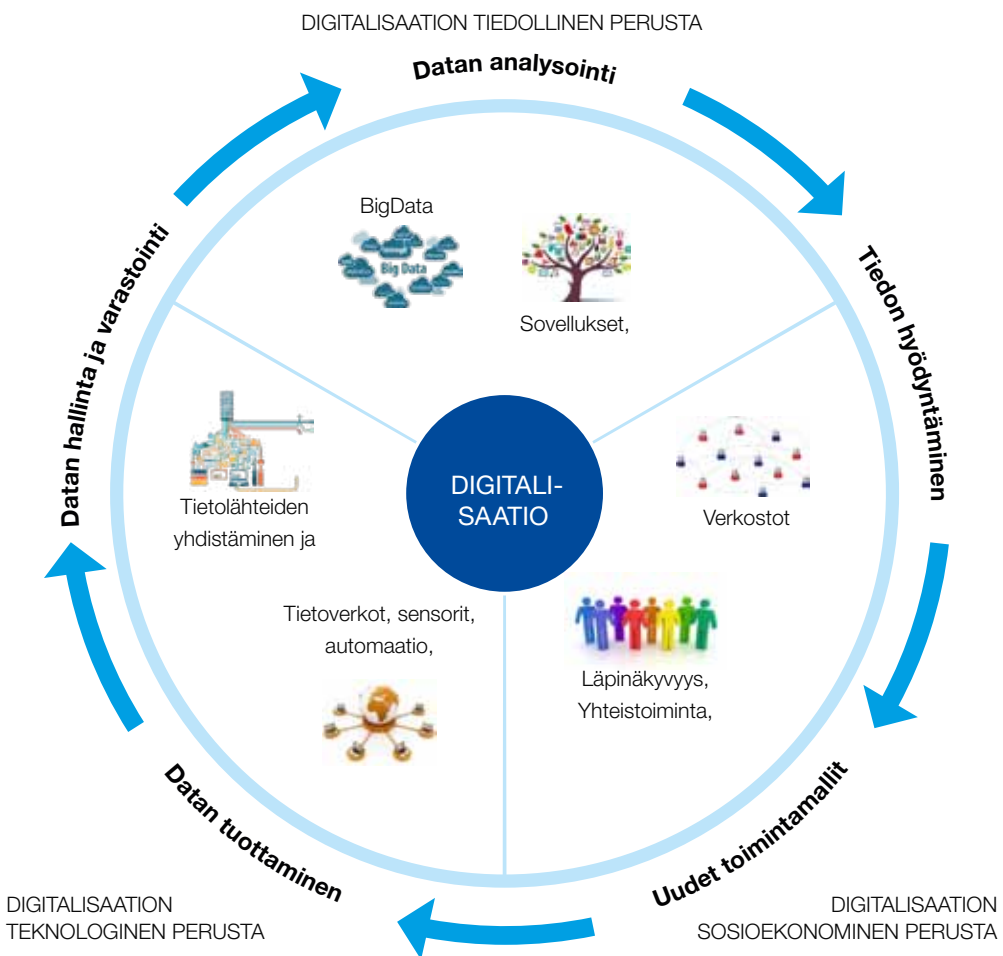 DIGITALISAATION TIEDOLLINEN PERUSTA
Datan analysointi
BigData
Big Data
Sovellukset,
Tiedon hyödyntäminen
Datan hallinta ja varastointi
Tietolähteiden
yhdistäminen ja
DIGITALI-
SAATIO
Verkostot
Tietoverkot, sensorit,
automaatio,
Läpinäkyvyys,
Yhteistoiminta,
Datan tuottaminen
Uudet toimintamallit
DIGITALISAATION
TEKNOLOGINEN PERUSTA
DIGITALISAATION
SOSIOEKONOMINEN PERUSTA